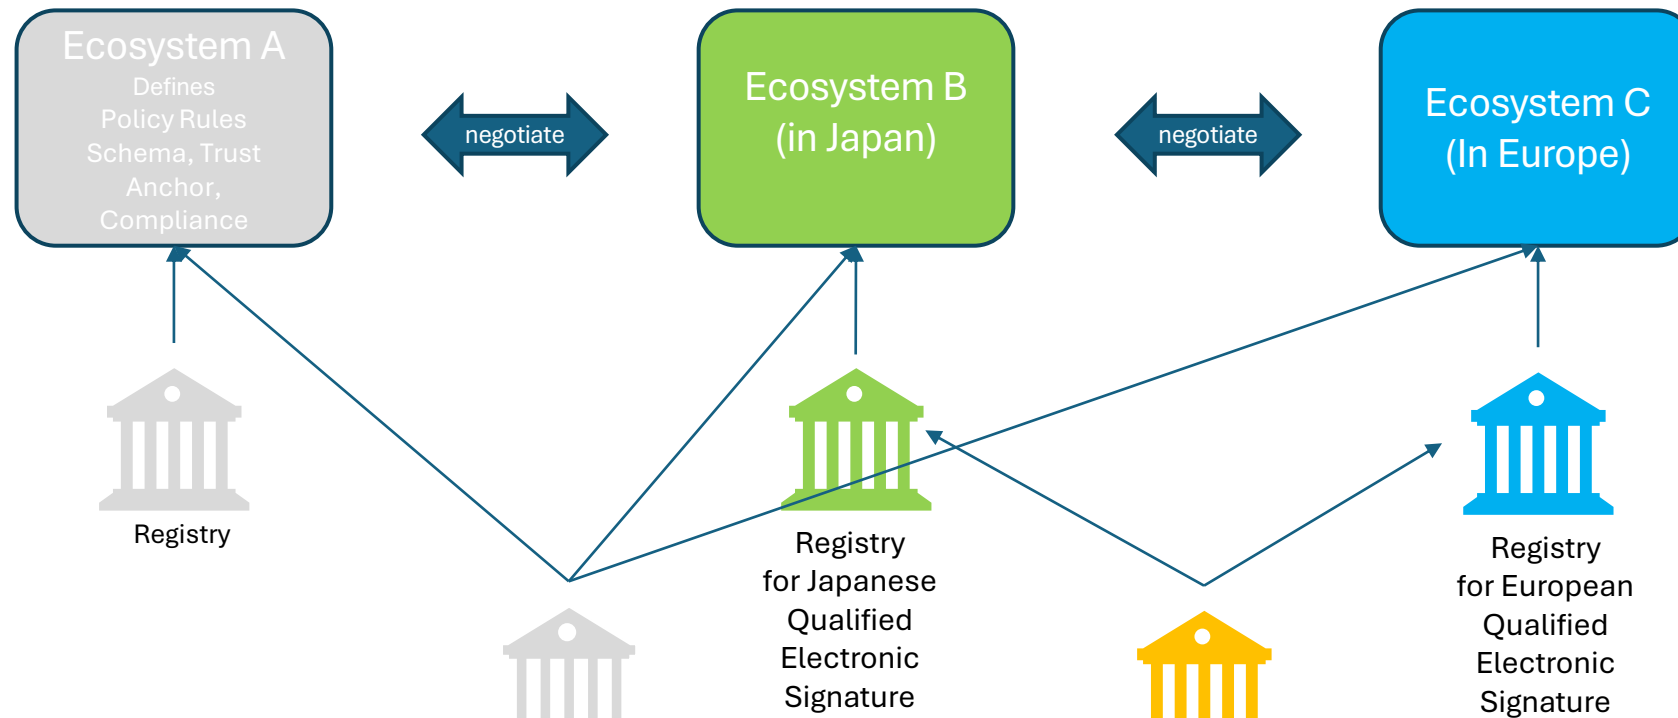 Ecosystem A
Defines
Policy Rules
Schema, Trust
Anchor,
Compliance
negotiate
Ecosystem B
(in Japan)
negotiate
Ecosystem C
(In Europe)
Registry
Registry
for Japanese
Qualified
Electronic
Signature
Registry
for European
Qualified
Electronic
Signature